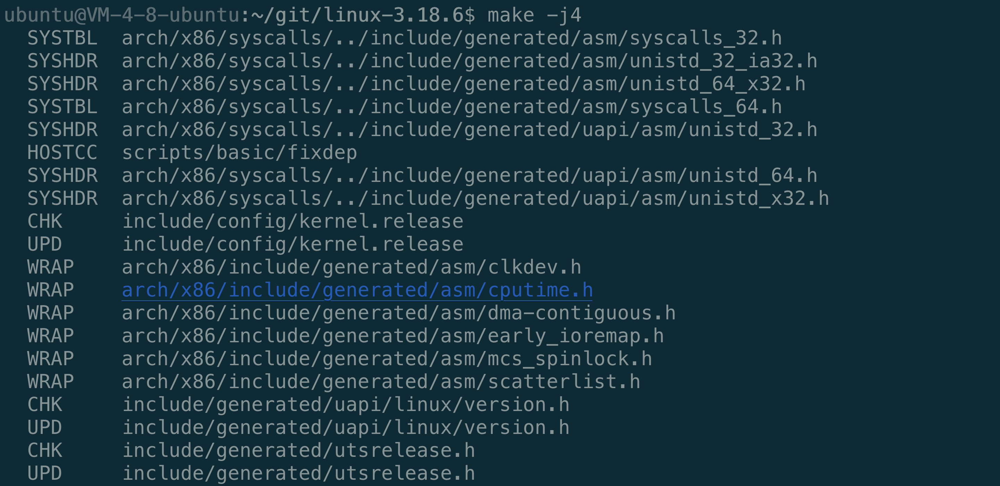 ubuntu@VM-4-8-ubuntu:~/git/linux-3.18.6$ make -j4
  SYSTBL  arch/x86/syscalls/../include/generated/asm/syscalls_32.h
  SYSHDR  arch/x86/syscalls/../include/generated/asm/unistd_32_ia32.h
  SYSHDR  arch/x86/syscalls/../include/generated/asm/unistd_64_x32.h
  SYSTBL  arch/x86/syscalls/../include/generated/asm/syscalls_64.h
  SYSHDR  arch/x86/syscalls/../include/generated/uapi/asm/unistd_32.h
  HOSTCC  scripts/basic/fixdep
  SYSHDR  arch/x86/syscalls/../include/generated/uapi/asm/unistd_64.h
  SYSHDR  arch/x86/syscalls/../include/generated/uapi/asm/unistd_x32.h
  CHK     include/config/kernel.release
  UPD     include/config/kernel.release
  WRAP    arch/x86/include/generated/asm/clkdev.h
  WRAP    arch/x86/include/generated/asm/cputime.h
  WRAP    arch/x86/include/generated/asm/dma-contiguous.h
  WRAP    arch/x86/include/generated/asm/early_ioremap.h
  WRAP    arch/x86/include/generated/asm/mcs_spinlock.h
  WRAP    arch/x86/include/generated/asm/scatterlist.h
  CHK     include/generated/uapi/linux/version.h
  UPD     include/generated/uapi/linux/version.h
  CHK     include/generated/utsrelease.h
  UPD     include/generated/utsrelease.h